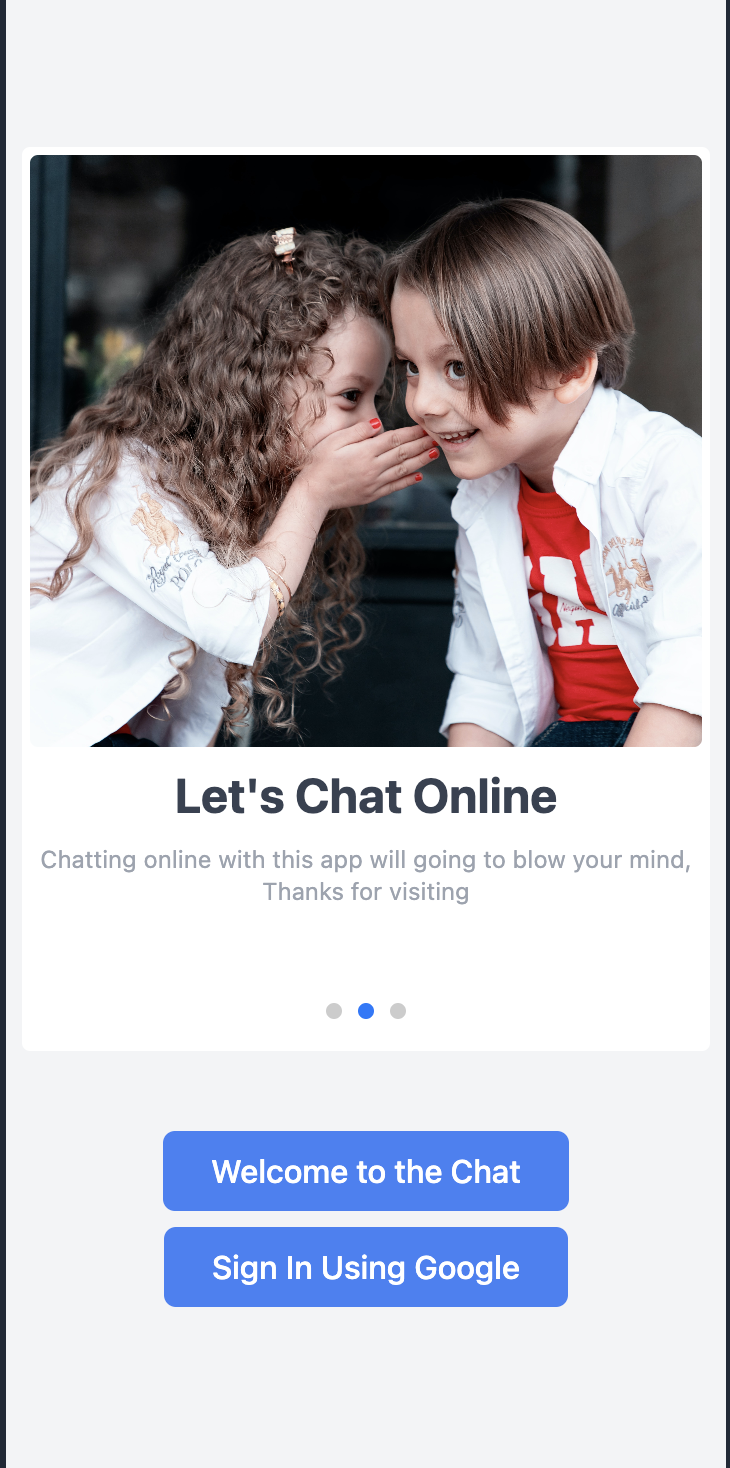 Let's Chat Online
Chatting online with this app will going to blow your mind,
Thanks for visiting
Welcome to the Chat
Sign In Using Google